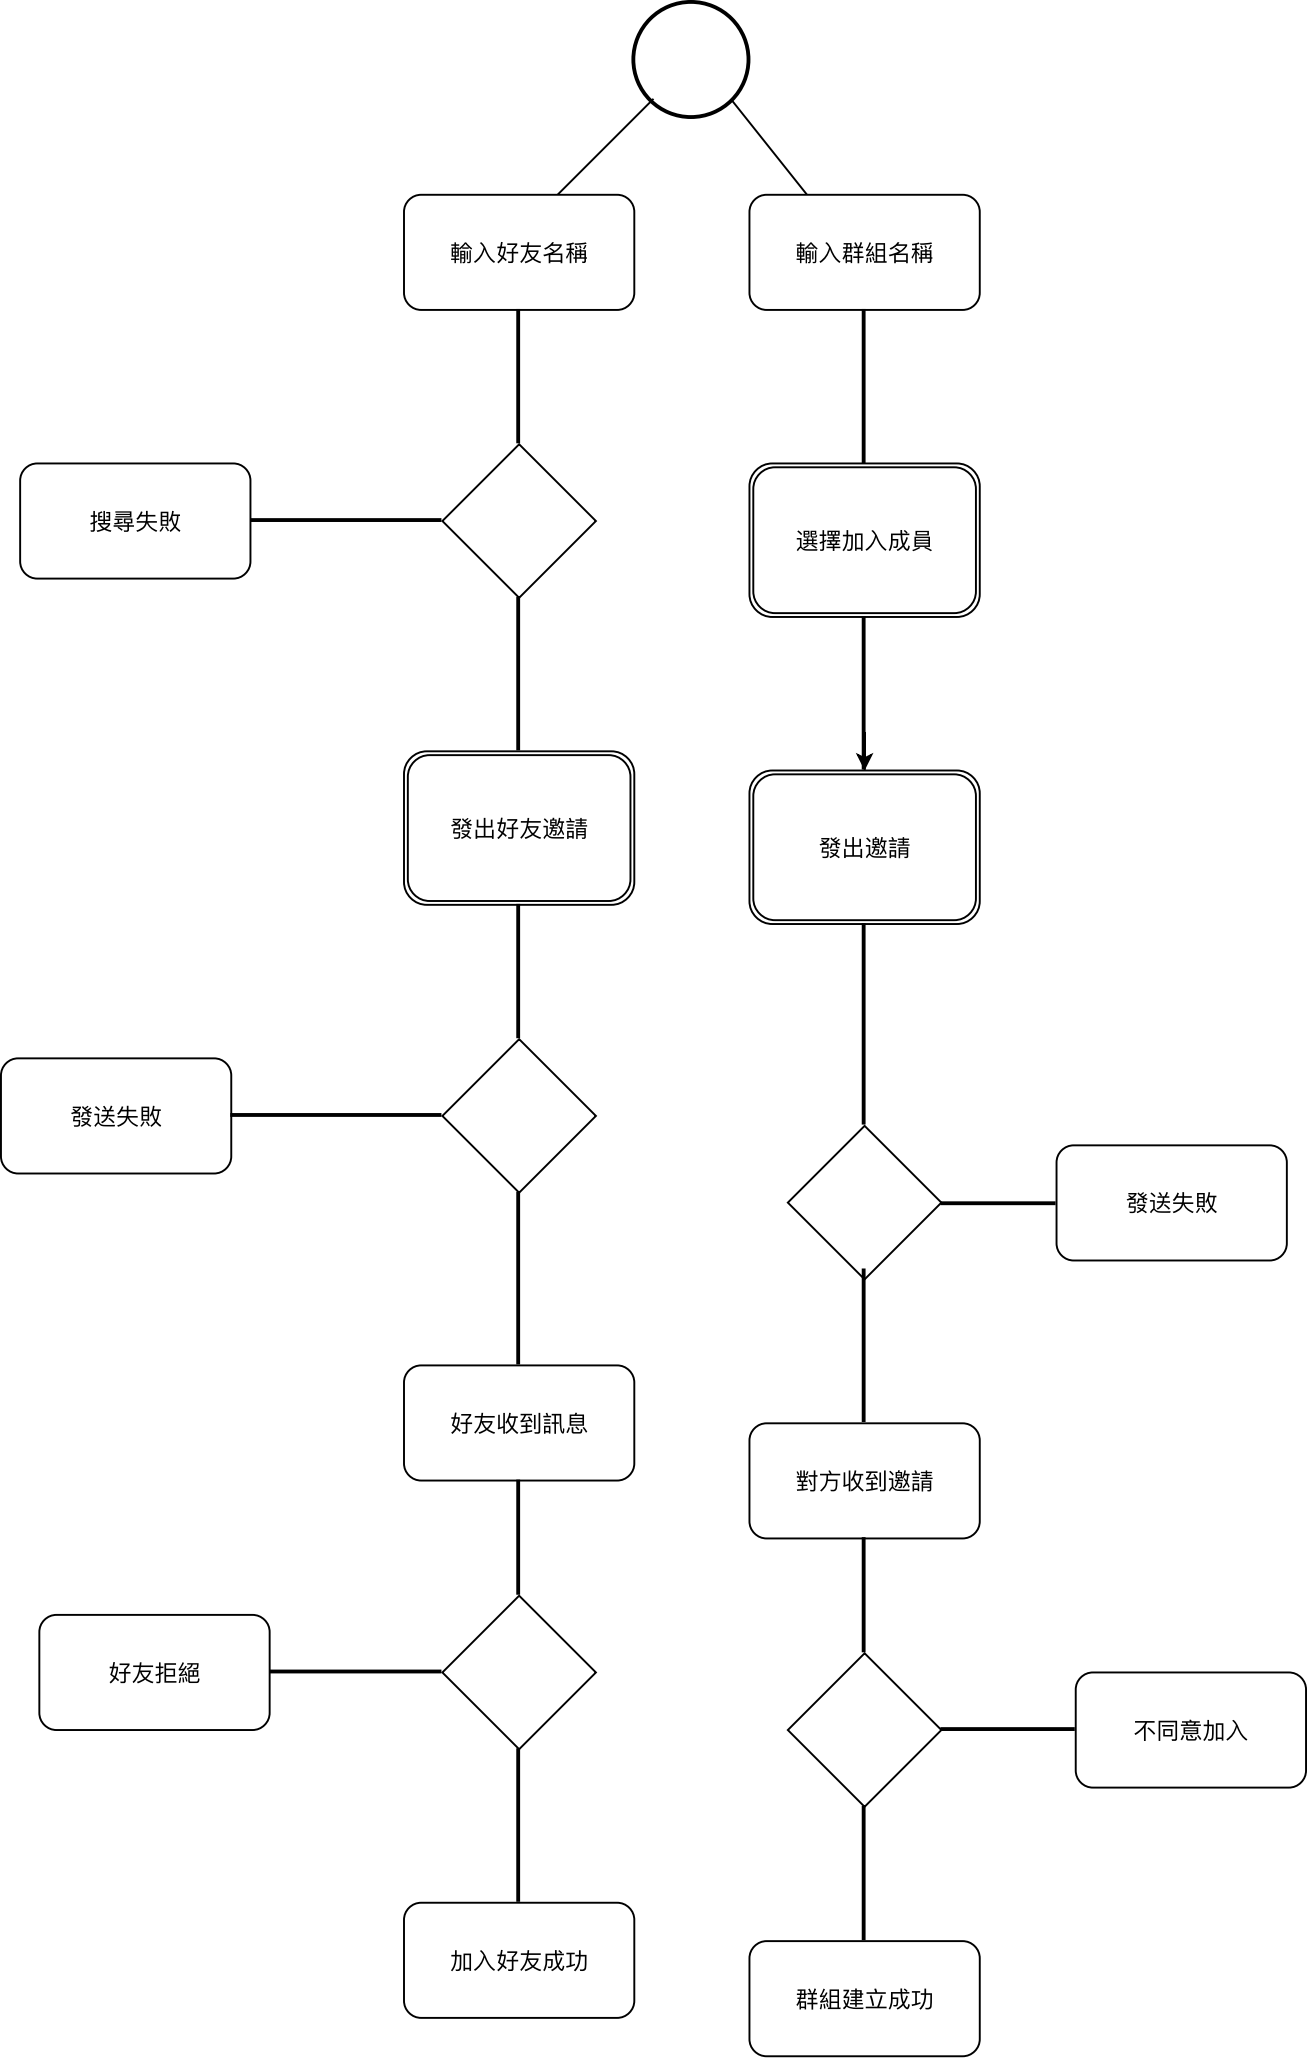 輸入好友名稱
輸入群組名稱
搜尋失敗
選擇加入成員
發出好友邀請
發出邀請
發送失敗
發送失敗
好友收到訊息
對方收到邀請
好友拒絕
不同意加入
加入好友成功
群組建立成功